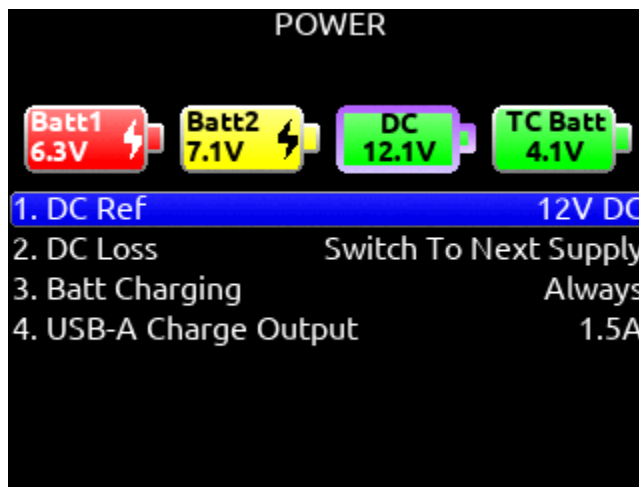 POWER
Batt1 Batt2 DC TC Batt
6.3V 7.1V 12.1V 4.1V
1. DC Ref 12V DC
2. DC Loss Switch To Next Supply
3. Batt Charging Always
4. USB-A Charge Output 1.5A